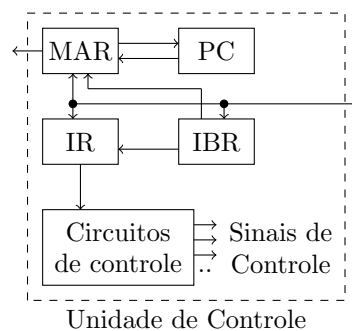 MAR PC
IR IBR
Circuitos
de controle
Sinais de
.. Controle
Unidade de Controle